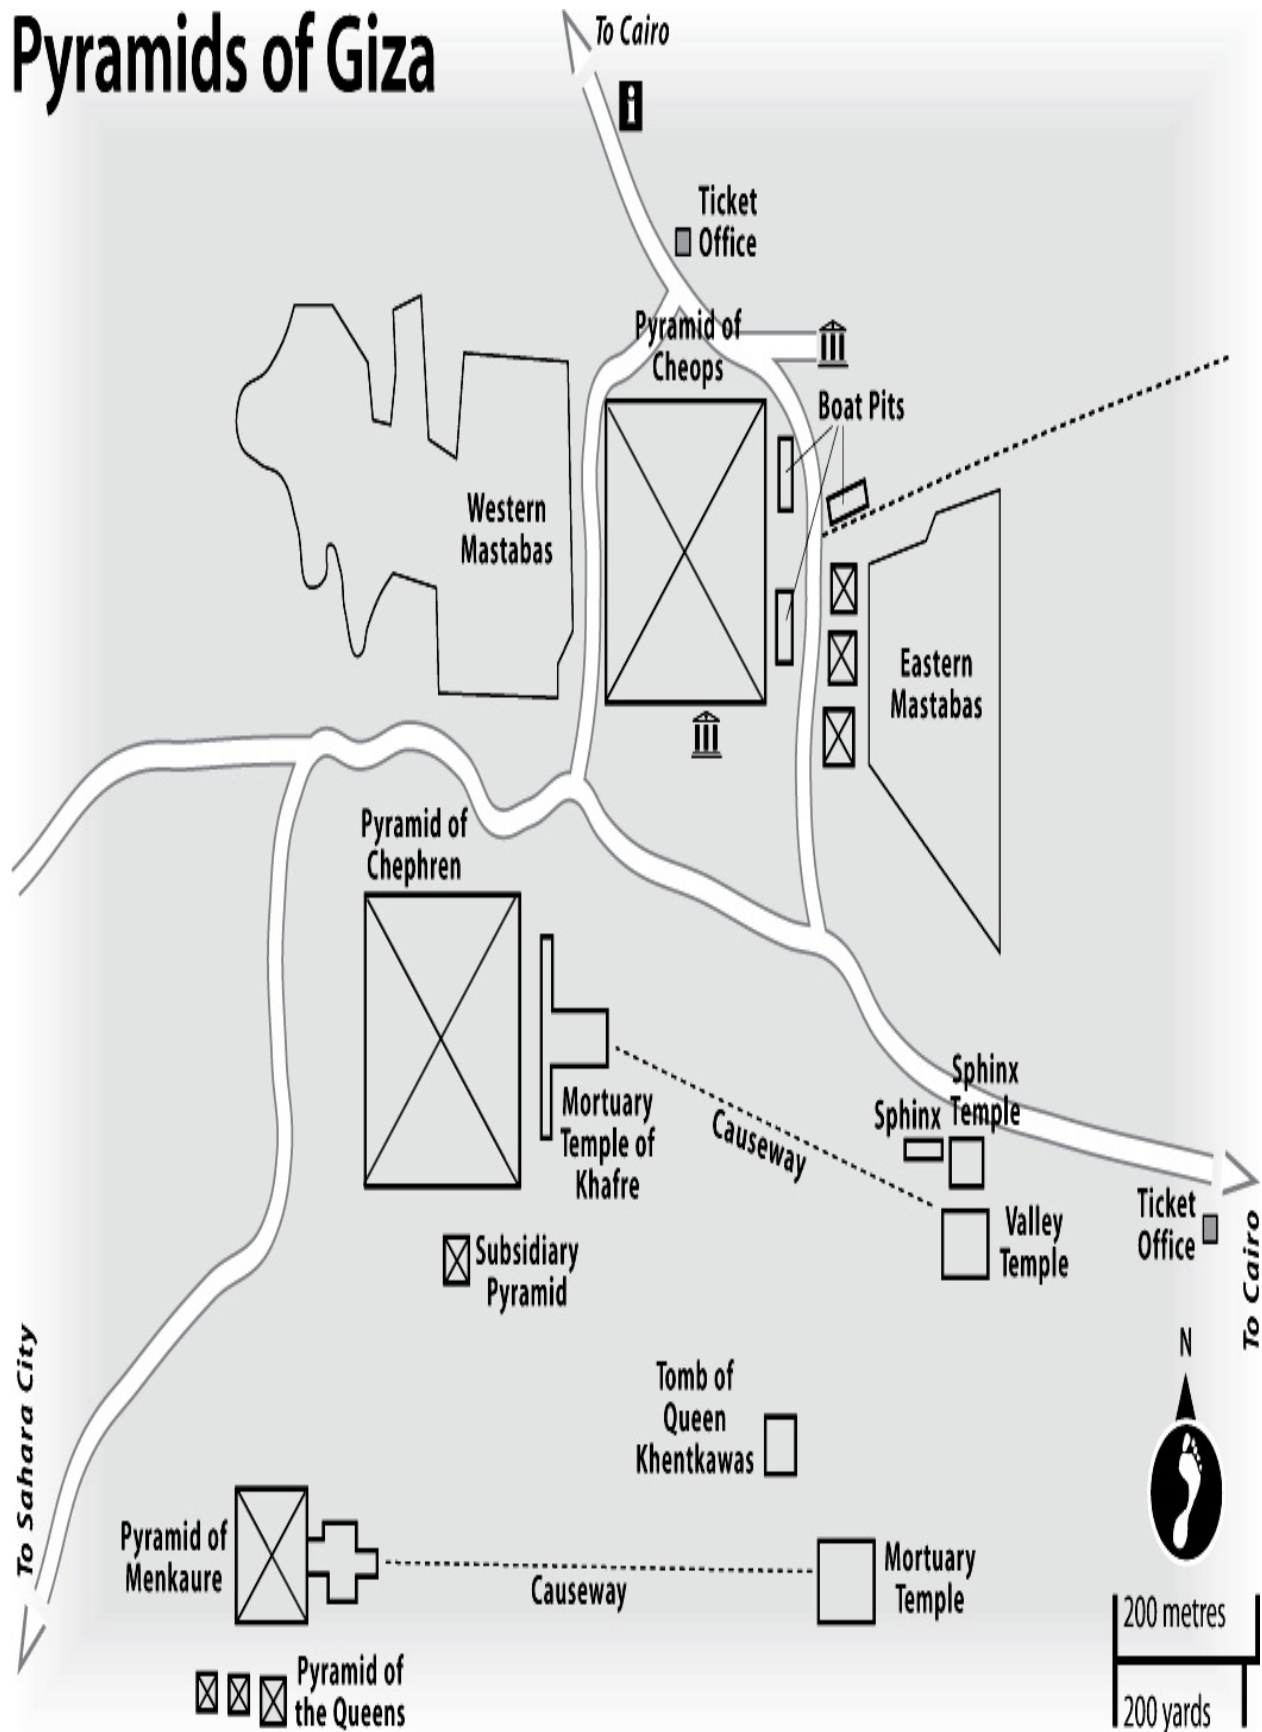 Pyramids of Giza
To Cairo
i
Ticket
Office
Pyramid of
Cheops
Boat Pits
Western
Mastabas
Eastern
Mastabas
Pyramid of
Chephren
Mortuary
Temple of
Khafre
Causeway
Sphinx
Sphinx
Temple
Valley
Temple
Ticket
Office
To Cairo
Subsidiary
Pyramid
To Sahara City
Tomb of
Queen
Khentkawas
N
Pyramid of
Menkaure
Causeway
Mortuary
Temple
Pyramid of
the Queens
200 metres
200 yards